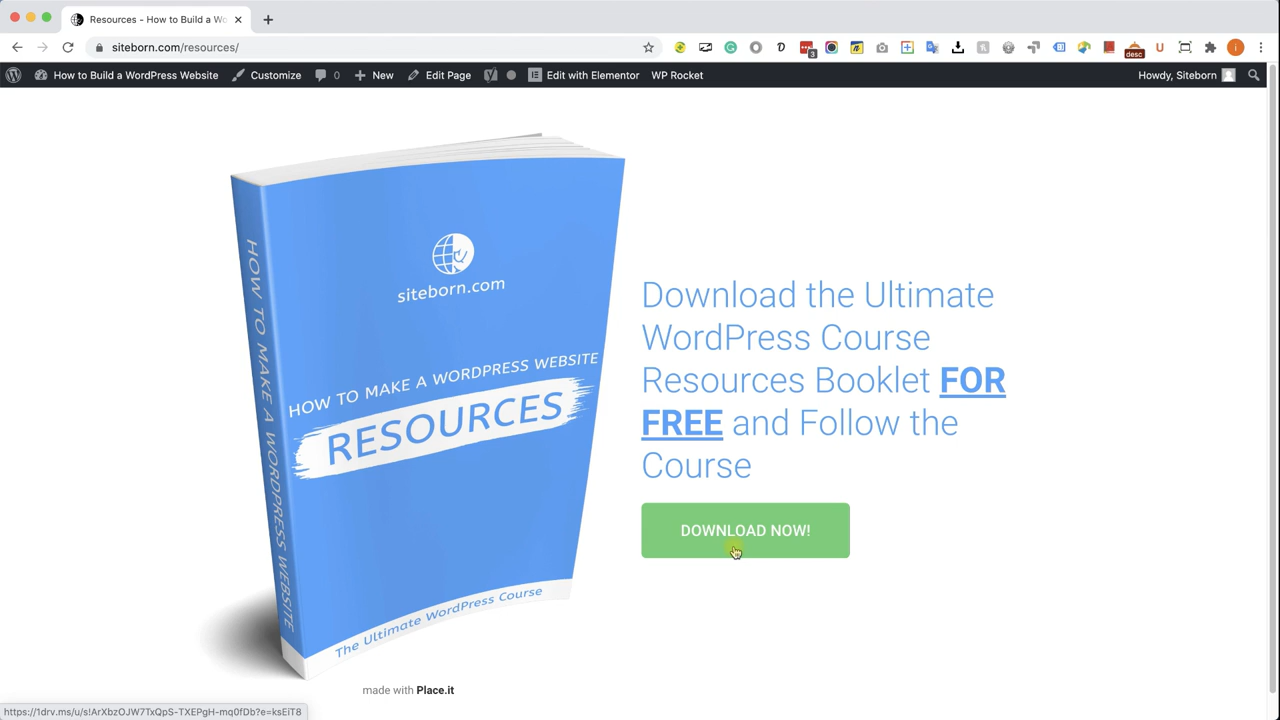 Resources - How to Build a Wo
siteborn.com/resources/
3
desc
i
How to Build a WordPress Website
Customize
0
New
Edit Page
Edit with Elementor
WP Rocket
Howdy, Siteborn
siteborn.com
HOW TO MAKE A WORDPRESS WEBSITE
RESOURCES
The Ultimate WordPress Course
HOW TO MAKE A WORDPRESS WEBSITE
made with Place.it
Download the Ultimate
WordPress Course
Resources Booklet FOR
FREE and Follow the
Course
DOWNLOAD NOW!
https://1drv.ms/u/s!ArXbzOJW7TxQpS-TXEPgH-mq0fDb?e=ksEiT8